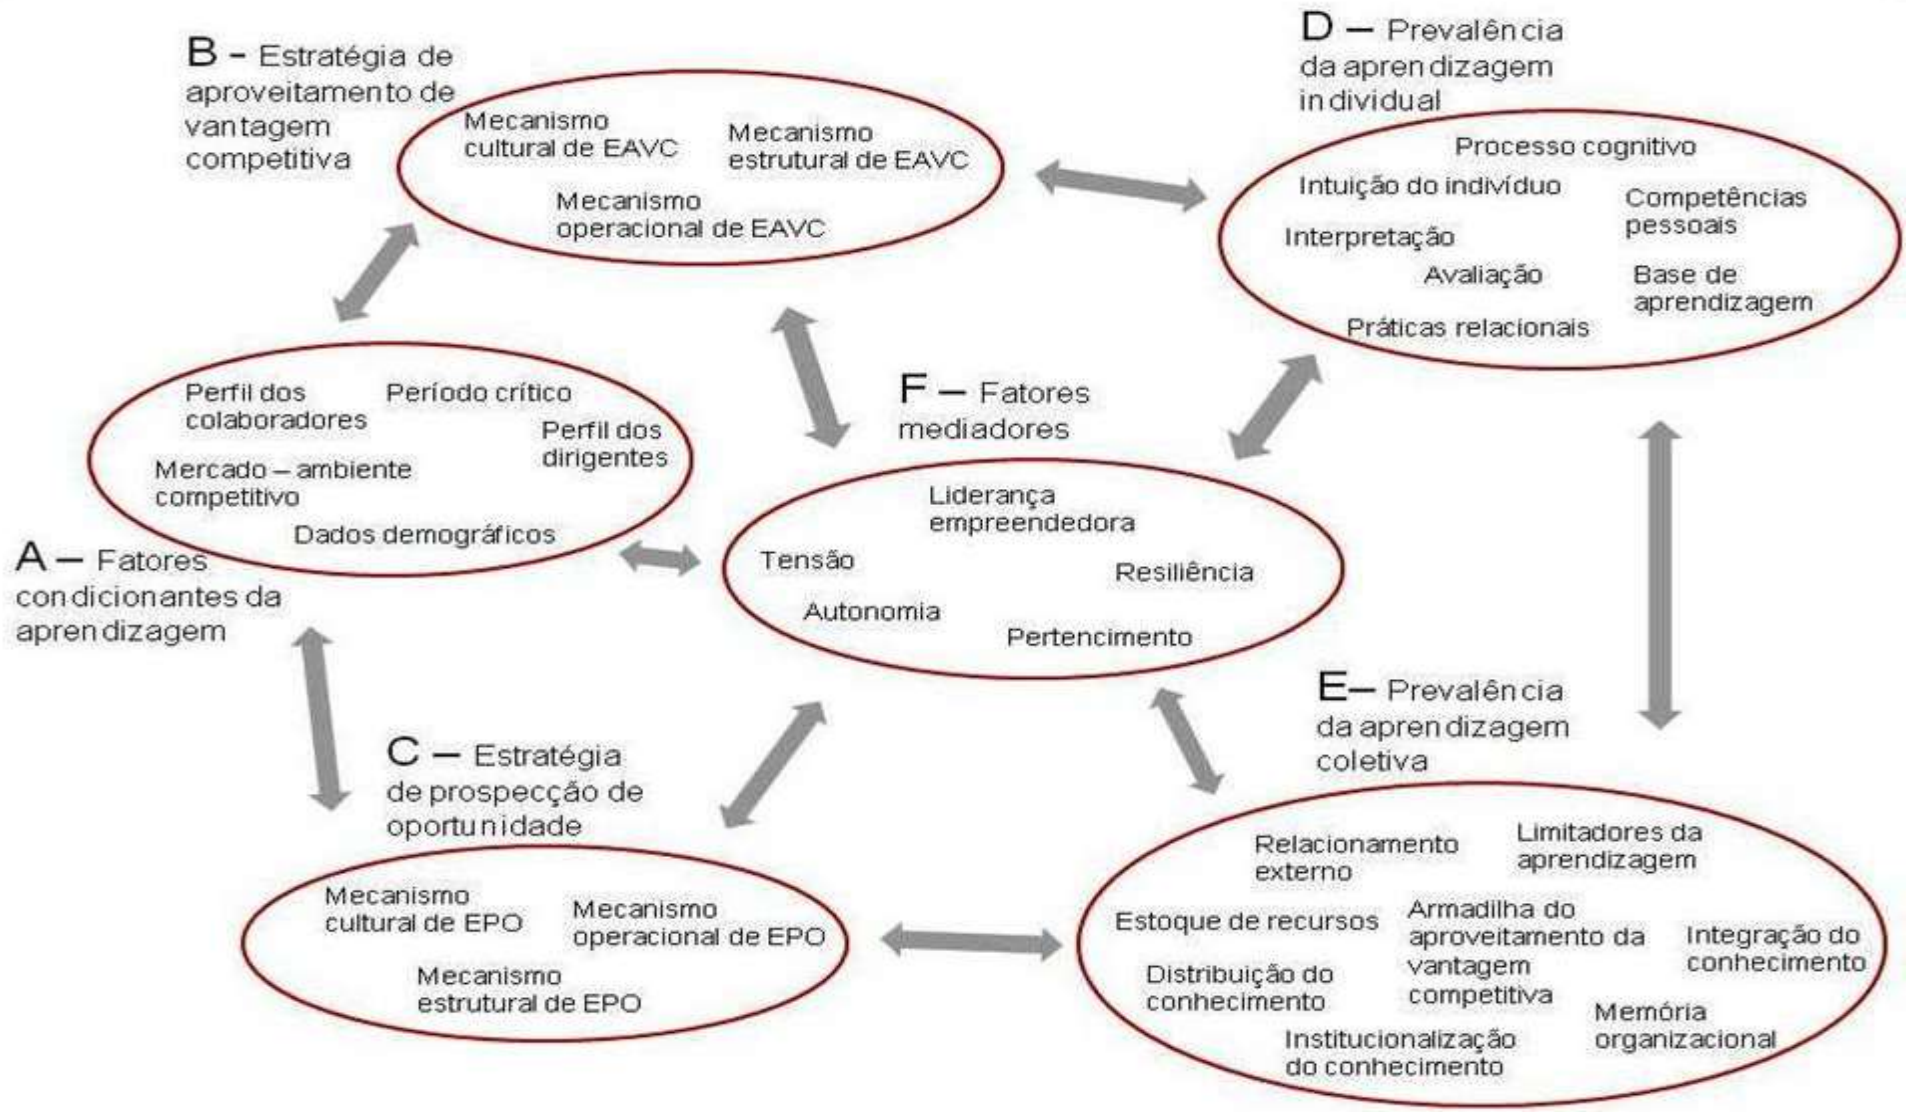 B – Estratégia de
aproveitamento de
vantagem
competitiva
Mecanismo
cultural de EAVC
Mecanismo
estrutural de EAVC
Mecanismo
operacional de EAVC
D – Prevalência
da aprendizagem
individual
Processo cognitivo
Intuição do indivíduo
Competências
pessoais
Interpretação
Avaliação
Base de
aprendizagem
Práticas relacionais
Perfil dos
colaboradores
Período crítico
Perfil dos
dirigentes
Mercado – ambiente
competitivo
Dados demográficos
A – Fatores
condicionantes da
aprendizagem
F – Fatores
mediadores
Liderança
empreendedora
Tensão
Resiliência
Autonomia
Pertencimento
C – Estratégia
de prospecção de
oportunidade
Mecanismo
cultural de EPO
Mecanismo
operacional de EPO
Mecanismo
estrutural de EPO
E– Prevalência
da aprendizagem
coletiva
Relacionamento
externo
Limitadores da
aprendizagem
Estoque de recursos
Armadilha do
aproveitamento da
vantagem
competitiva
Integração do
conhecimento
Distribuição do
conhecimento
Memória
organizacional
Institucionalização
do conhecimento